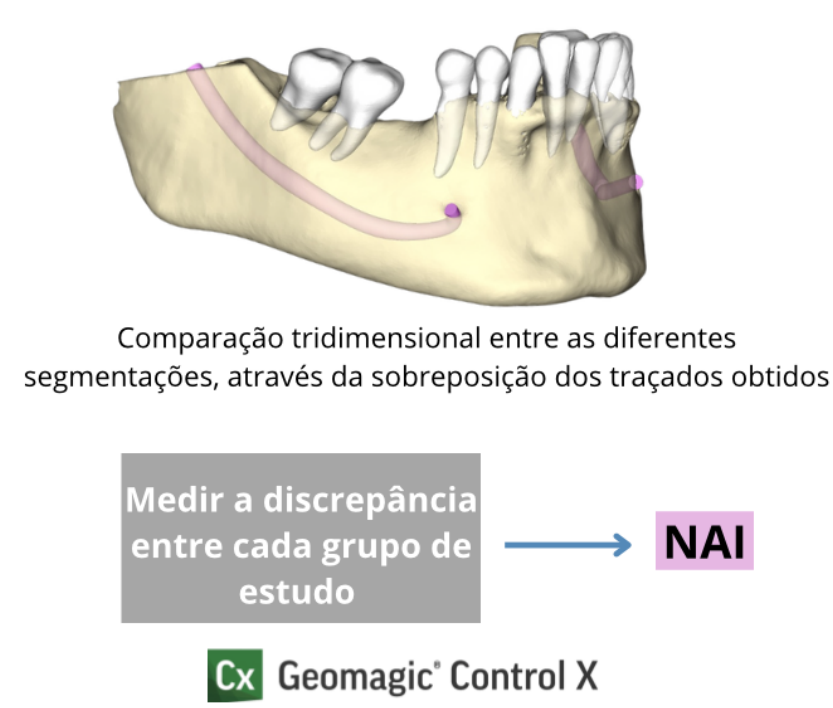 Comparação tridimensional entre as diferentes
segmentações, através da sobreposição dos traçados obtidos
Medir a discrepância
entre cada grupo de
estudo
NAI
Cx Geomagic® Control X